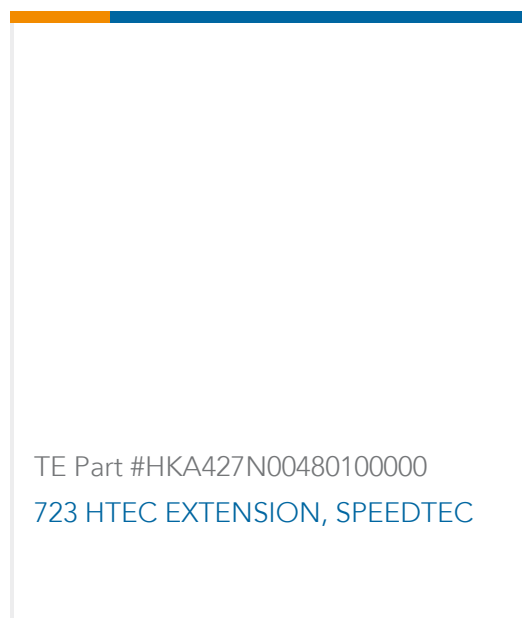 TE Part #HKA427N00480100000
723 HTEC EXTENSION, SPEEDTEC